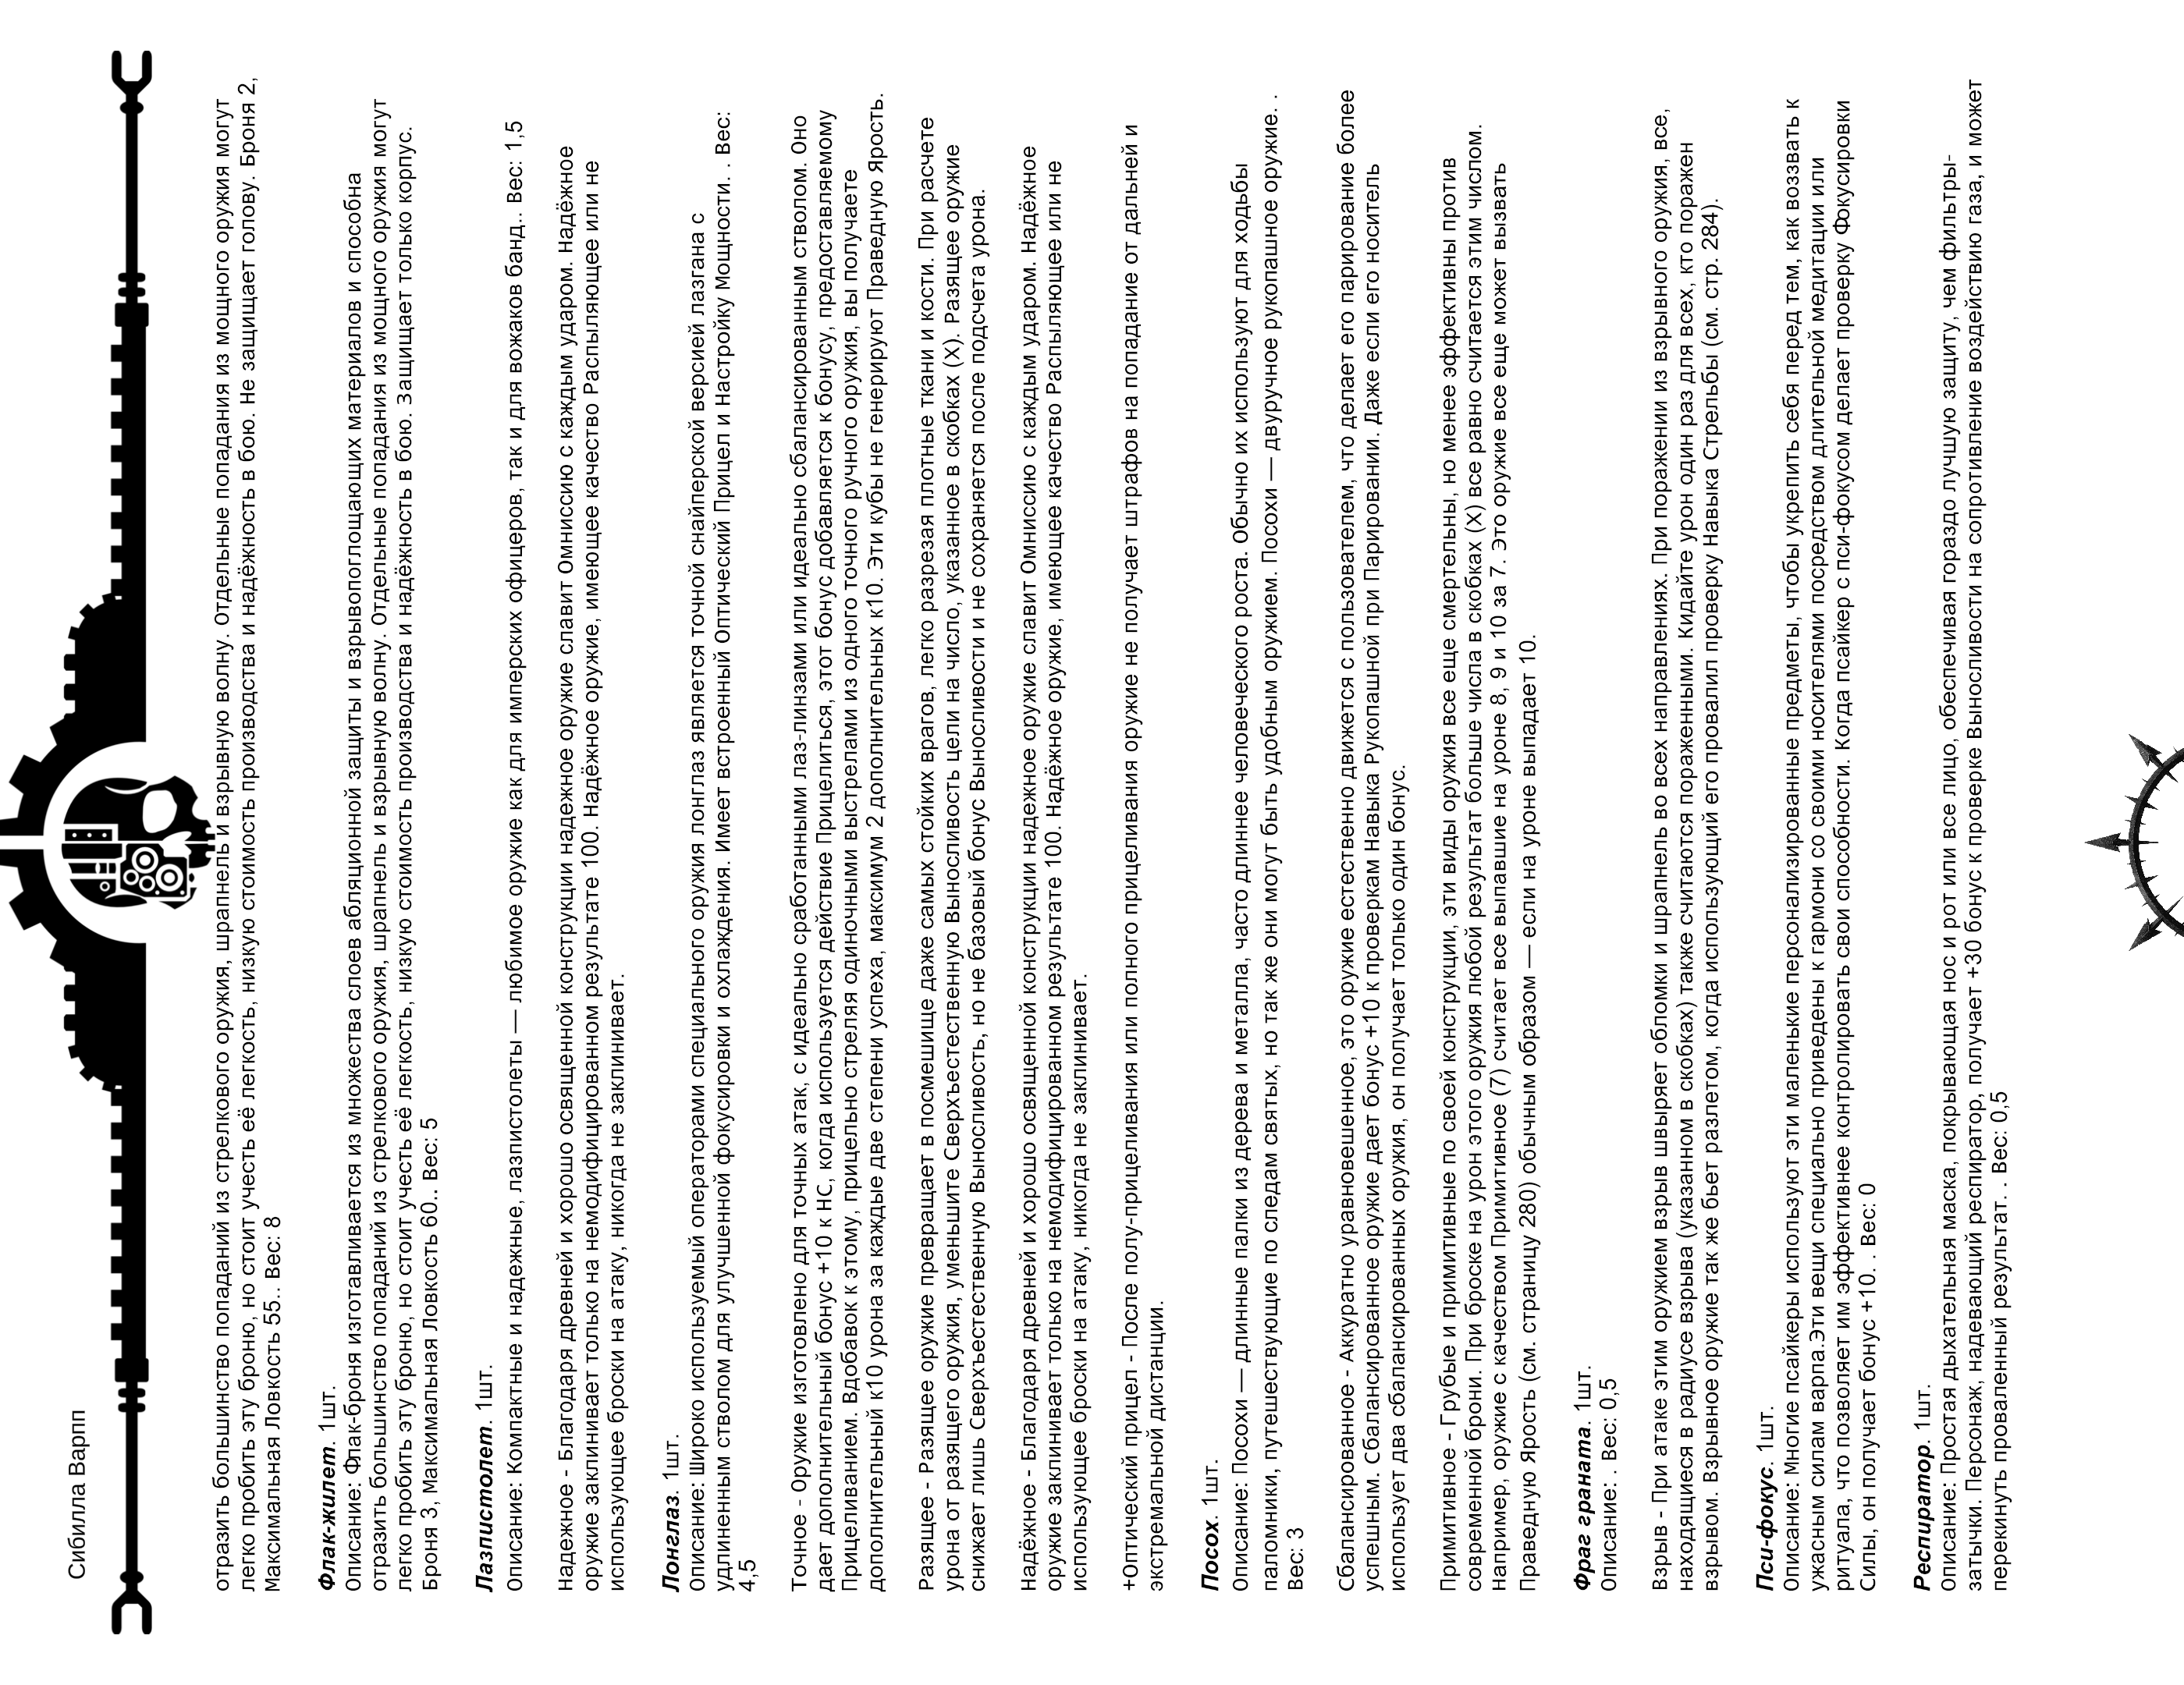 Сибилла Варпп
отразить большинство попаданий из стрелкового оружия, шрапнель и взрывную волну. Отдельные попадания из мощного оружия могут
легко пробить эту броню, но стоит учесть её легкость, низкую стоимость производства и надёжность в бою. Не защищает голову. Броня 2,
Максимальная Ловкость 55.. Вес: 8
Флак-жилет. 1шт.
Описание: Флак-броня изготавливается из множества слоев абляционной защиты и взрывопоглощающих материалов и способна
отразить большинство попаданий из стрелкового оружия, шрапнель и взрывную волну. Отдельные попадания из мощного оружия могут
легко пробить эту броню, но стоит учесть её легкость, низкую стоимость производства и надёжность в бою. Защищает только корпус.
Броня 3, Максимальная Ловкость 60.. Вес: 5
Лазпистолет. 1шт.
Описание: Компактные и надежные, лазпистолеты — любимое оружие как для имперских офицеров, так и для вожаков банд.. Вес: 1,5
Надежное - Благодаря древней и хорошо освященной конструкции надежное оружие славит Омниссию с каждым ударом. Надёжное
оружие заклинивает только на немодифицированном результате 100. Надёжное оружие, имеющее качество Распыляющее или не
использующее броски на атаку, никогда не заклинивает.
Лонглаз. 1шт.
Описание: Широко используемый операторами специального оружия лонглаз является точной снайперской версией лазгана с
удлиненным стволом для улучшенной фокусировки и охлаждения. Имеет встроенный Оптический Прицел и Настройку Мощности. . Вес:
4,5
Точное - Оружие изготовлено для точных атак, с идеально сработанными лаз-линзами или идеально сбалансированным стволом. Оно
дает дополнительный бонус +10 к НС, когда используется действие Прицелиться, этот бонус добавляется к бонусу, предоставляемому
Прицеливанием. Вдобавок к этому, прицельно стреляя одиночными выстрелами из одного точного ручного оружия, вы получаете
дополнительный к10 урона за каждые две степени успеха, максимум 2 дополнительных к10. Эти кубы не генерируют Праведную Ярость.
Разящее - Разящее оружие превращает в посмешище даже самых стойких врагов, легко разрезая плотные ткани и кости. При расчете
урона от разящего оружия, уменьшите Сверхъестественную Выносливость цели на число, указанное в скобках (X). Разящее оружие
снижает лишь Сверхъестественную Выносливость, но не базовый бонус Выносливости и не сохраняется после подсчета урона.
Надёжное - Благодаря древней и хорошо освященной конструкции надежное оружие славит Омниссию с каждым ударом. Надёжное
оружие заклинивает только на немодифицированном результате 100. Надёжное оружие, имеющее качество Распыляющее или не
использующее броски на атаку, никогда не заклинивает.
+Оптический прицел - После полу-прицеливания или полного прицеливания оружие не получает штрафов на попадание от дальней и
экстремальной дистанции.
Посох. 1шт.
Описание: Посохи — длинные палки из дерева и металла, часто длиннее человеческого роста. Обычно их используют для ходьбы
паломники, путешествующие по следам святых, но так же они могут быть удобным оружием. Посохи — двуручное рукопашное оружие. .
Вес: 3
Сбалансированное - Аккуратно уравновешенное, это оружие естественно движется с пользователем, что делает его парирование более
успешным. Сбалансированное оружие дает бонус +10 к проверкам Навыка Рукопашной при Парировании. Даже если его носитель
использует два сбалансированных оружия, он получает только один бонус.
Примитивное - Грубые и примитивные по своей конструкции, эти виды оружия все еще смертельны, но менее эффективны против
современной брони. При броске на урон этого оружия любой результат больше числа в скобках (X) все равно считается этим числом.
Например, оружие с качеством Примитивное (7) считает все выпавшие на уроне 8, 9 и 10 за 7. Это оружие все еще может вызвать
Праведную Ярость (см. страницу 280) обычным образом — если на уроне выпадает 10.
Фраг граната. 1шт.
Описание: . Вес: 0,5
Взрыв - При атаке этим оружием взрыв швыряет обломки и шрапнель во всех направлениях. При поражении из взрывного оружия, все,
находящиеся в радиусе взрыва (указанном в скобках) также считаются пораженными. Кидайте урон один раз для всех, кто поражен
взрывом. Взрывное оружие так же бьет разлетом, когда использующий его провалил проверку Навыка Стрельбы (см. стр. 284).
Пси-фокус. 1шт.
Описание: Многие псайкеры используют эти маленькие персонализированные предметы, чтобы укрепить себя перед тем, как воззвать к
ужасным силам варпа.Эти вещи специально приведены к гармонии со своими носителями посредством длительной медитации или
ритуала, что позволяет им эффективнее контролировать свои способности. Когда псайкер с пси-фокусом делает проверку Фокусировки
Силы, он получает бонус +10. . Вес: 0
Респиратор. 1шт.
Описание: Простая дыхательная маска, покрывающая нос и рот или все лицо, обеспечивая гораздо лучшую защиту, чем фильтры-
затычки. Персонаж, надевающий респиратор, получает +30 бонус к проверке Выносливости на сопротивление воздействию газа, и может
перекинуть проваленный результат. . Вес: 0,5